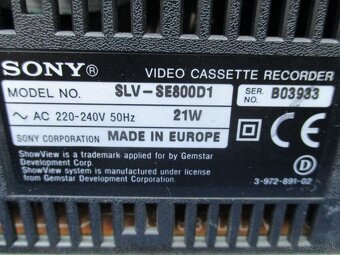 SONY® VIDEO CASSETTE RECORDER
MODEL NO. SLV-SE800D1 SER. NO. B03933
~ AC 220-240V 50Hz 21W
SONY CORPORATION MADE IN EUROPE
ShowView is a trademark applied for by Gemstar
Development Corp.
ShowView system is manufactured under license
from Gemstar Development Corporation.
D
3-972-891-02